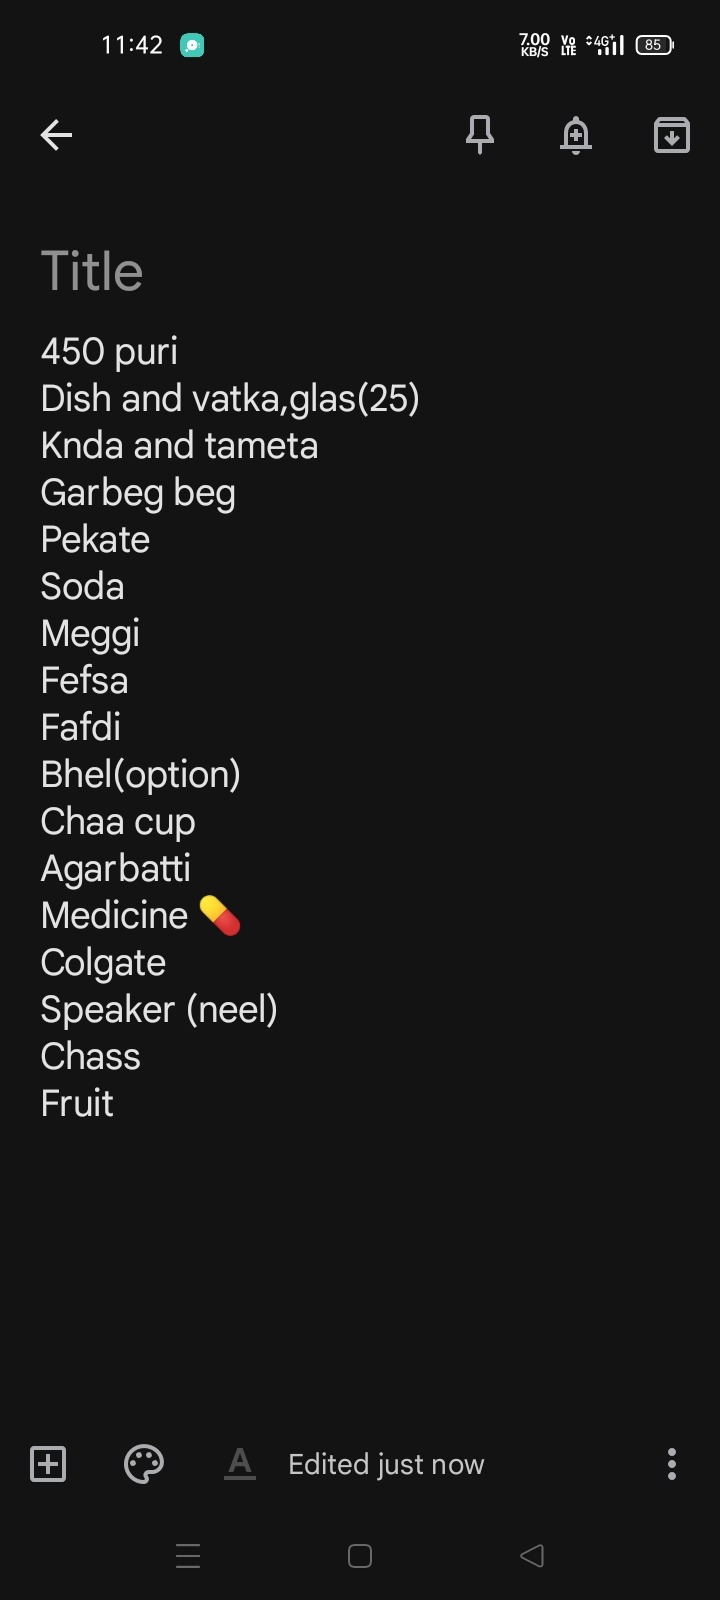 11:42
7.00 KB/S Vo LTE 4G+ 85
Title
450 puri
Dish and vatka,glas(25)
Knda and tameta
Garbeg beg
Pekate
Soda
Meggi
Fefsa
Fafdi
Bhel(option)
Chaa cup
Agarbatti
Medicine 💊
Colgate
Speaker (neel)
Chass
Fruit
A
Edited just now